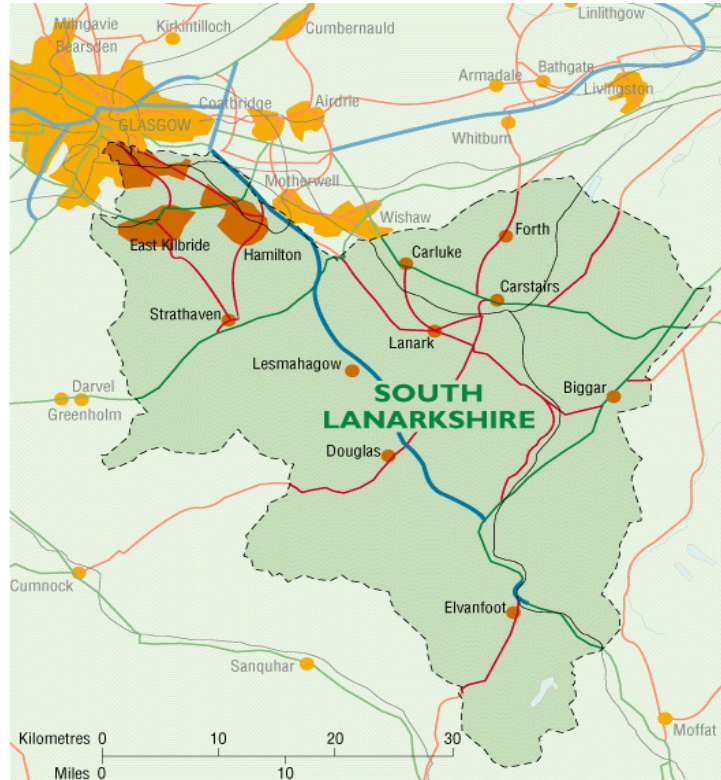 Milngavie
Bearsden
Kirkintilloch
Cumbernauld
Linlithgow
Armadale
Bathgate
Livingston
Coatbridge
Airdrie
GLASGOW
Whitburn
Motherwell
Wishaw
East Kilbride
Hamilton
Carluke
Forth
Carstairs
Strathaven
Lanark
Lesmahagow
Biggar
Darvel
Greenholm
SOUTH
LANARKSHIRE
Douglas
Cumnock
Elvanfoot
Sanquhar
Moffat
Kilometres 0 10 20 30
Miles 0 10